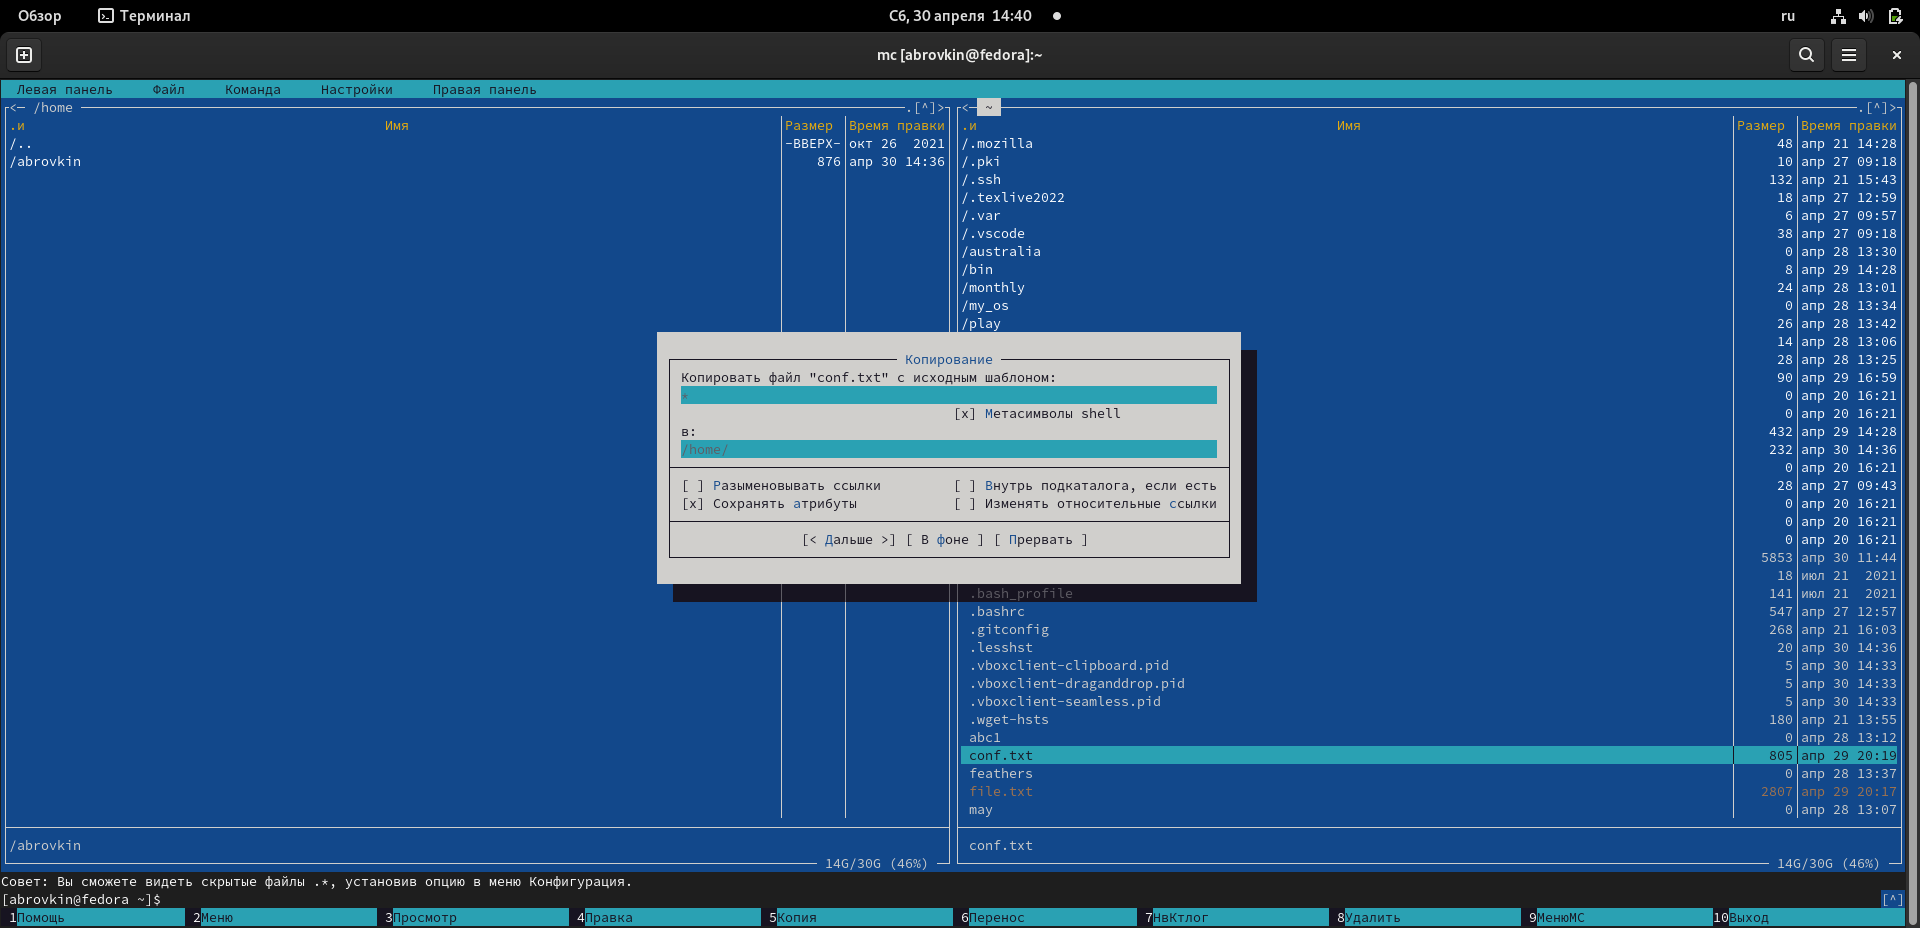 Обзор Терминал Сб, 30 апреля 14:40 ru
mc [abrovkin@fedora]:~
Левая панель Файл Команда Настройки Правая панель
<─ /home .[^]>
.и Имя Размер Время правки
/.. -ВВЕРХ- окт 26 2021
/abrovkin 876 апр 30 14:36
/abrovkin
14G/30G (46%)
<─ ~ .[^]>
.и Имя Размер Время правки
/.mozilla 48 апр 21 14:28
/.pki 10 апр 27 09:18
/.ssh 132 апр 21 15:43
/.texlive2022 18 апр 27 12:59
/.var 6 апр 27 09:57
/.vscode 38 апр 27 09:18
/australia 0 апр 28 13:30
/bin 8 апр 29 14:28
/monthly 24 апр 28 13:01
/my_os 0 апр 28 13:34
/play 26 апр 28 13:42
14 апр 28 13:06
28 апр 28 13:25
90 апр 29 16:59
0 апр 20 16:21
0 апр 20 16:21
432 апр 29 14:28
232 апр 30 14:36
0 апр 20 16:21
28 апр 27 09:43
0 апр 20 16:21
0 апр 20 16:21
0 апр 20 16:21
5853 апр 30 11:44
18 июл 21 2021
.bash_profile 141 июл 21 2021
.bashrc 547 апр 27 12:57
.gitconfig 268 апр 21 16:03
.lesshst 20 апр 30 14:36
.vboxclient-clipboard.pid 5 апр 30 14:33
.vboxclient-draganddrop.pid 5 апр 30 14:33
.vboxclient-seamless.pid 5 апр 30 14:33
.wget-hsts 180 апр 21 13:55
abc1 0 апр 28 13:12
conf.txt 805 апр 29 20:19
feathers 0 апр 28 13:37
file.txt 2807 апр 29 20:17
may 0 апр 28 13:07
conf.txt
14G/30G (46%)
Копирование
Копировать файл "conf.txt" с исходным шаблоном:
*
[x] Метасимволы shell
в:
/home/
[ ] Разыменовывать ссылки [ ] Внутрь подкаталога, если есть
[x] Сохранять атрибуты [ ] Изменять относительные ссылки
[< Дальше >] [ В фоне ] [ Прервать ]
Совет: Вы сможете видеть скрытые файлы .*, установив опцию в меню Конфигурация.
[abrovkin@fedora ~]$ [^]
1Помощь 2Меню 3Просмотр 4Правка 5Копия 6Перенос 7НвКтлог 8Удалить 9МенюMC 10Выход